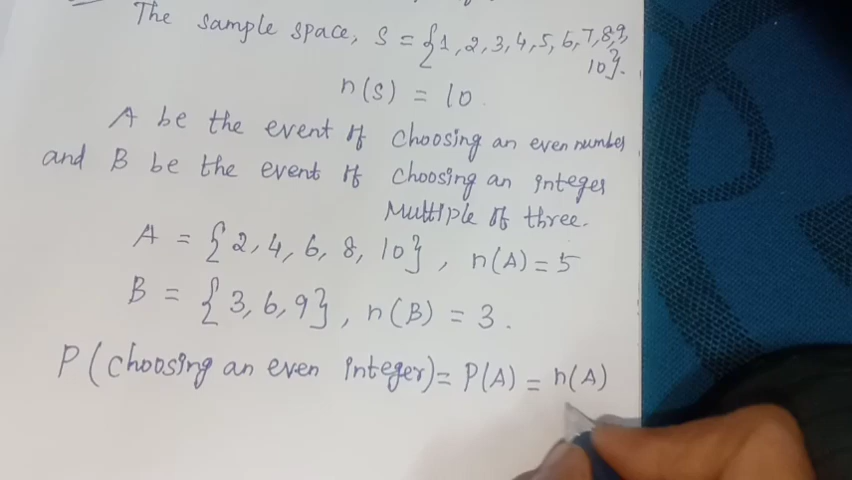 The sample space, S = {1, 2, 3, 4, 5, 6, 7, 8, 9,
10}.
n(S) = 10.
A be the event of choosing an even number
and B be the event of choosing an integer
Multiple of three.
A = {2, 4, 6, 8, 10}, n(A) = 5
B = {3, 6, 9}, n(B) = 3.
P(choosing an even integer) = P(A) = n(A)